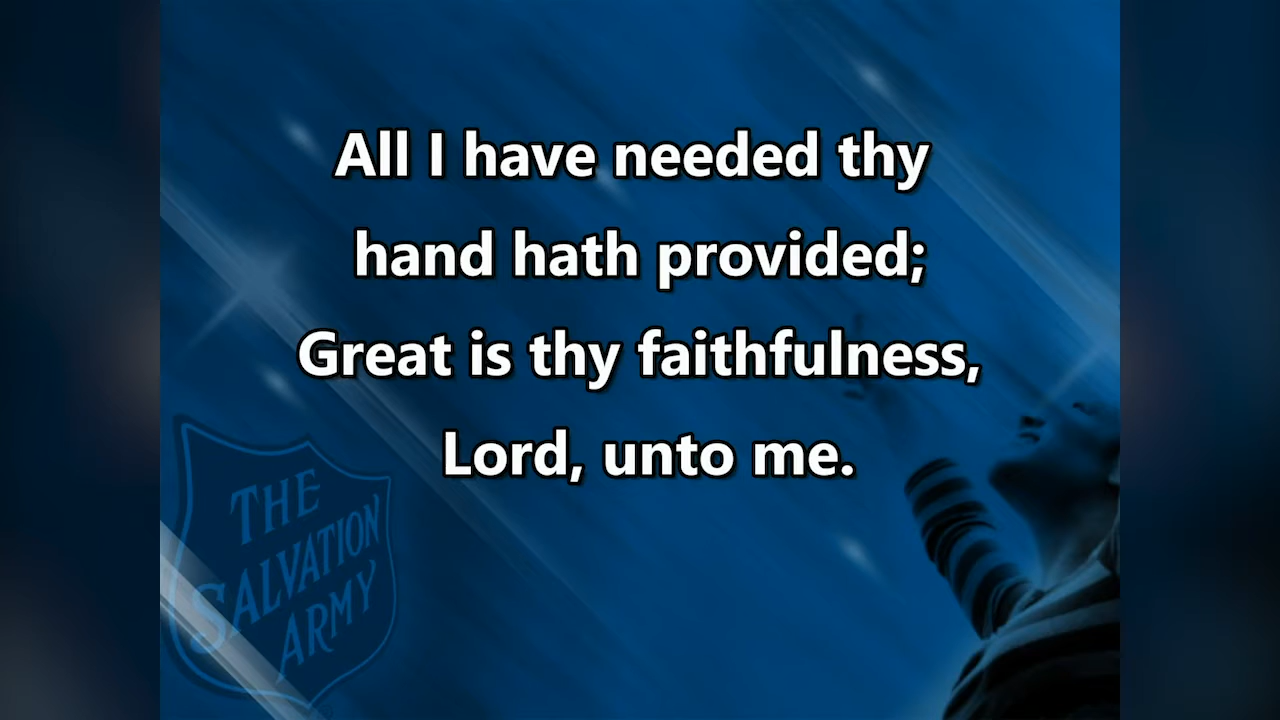 All I have needed thy
hand hath provided;
Great is thy faithfulness,
Lord, unto me.
THE
SALVATION
ARMY